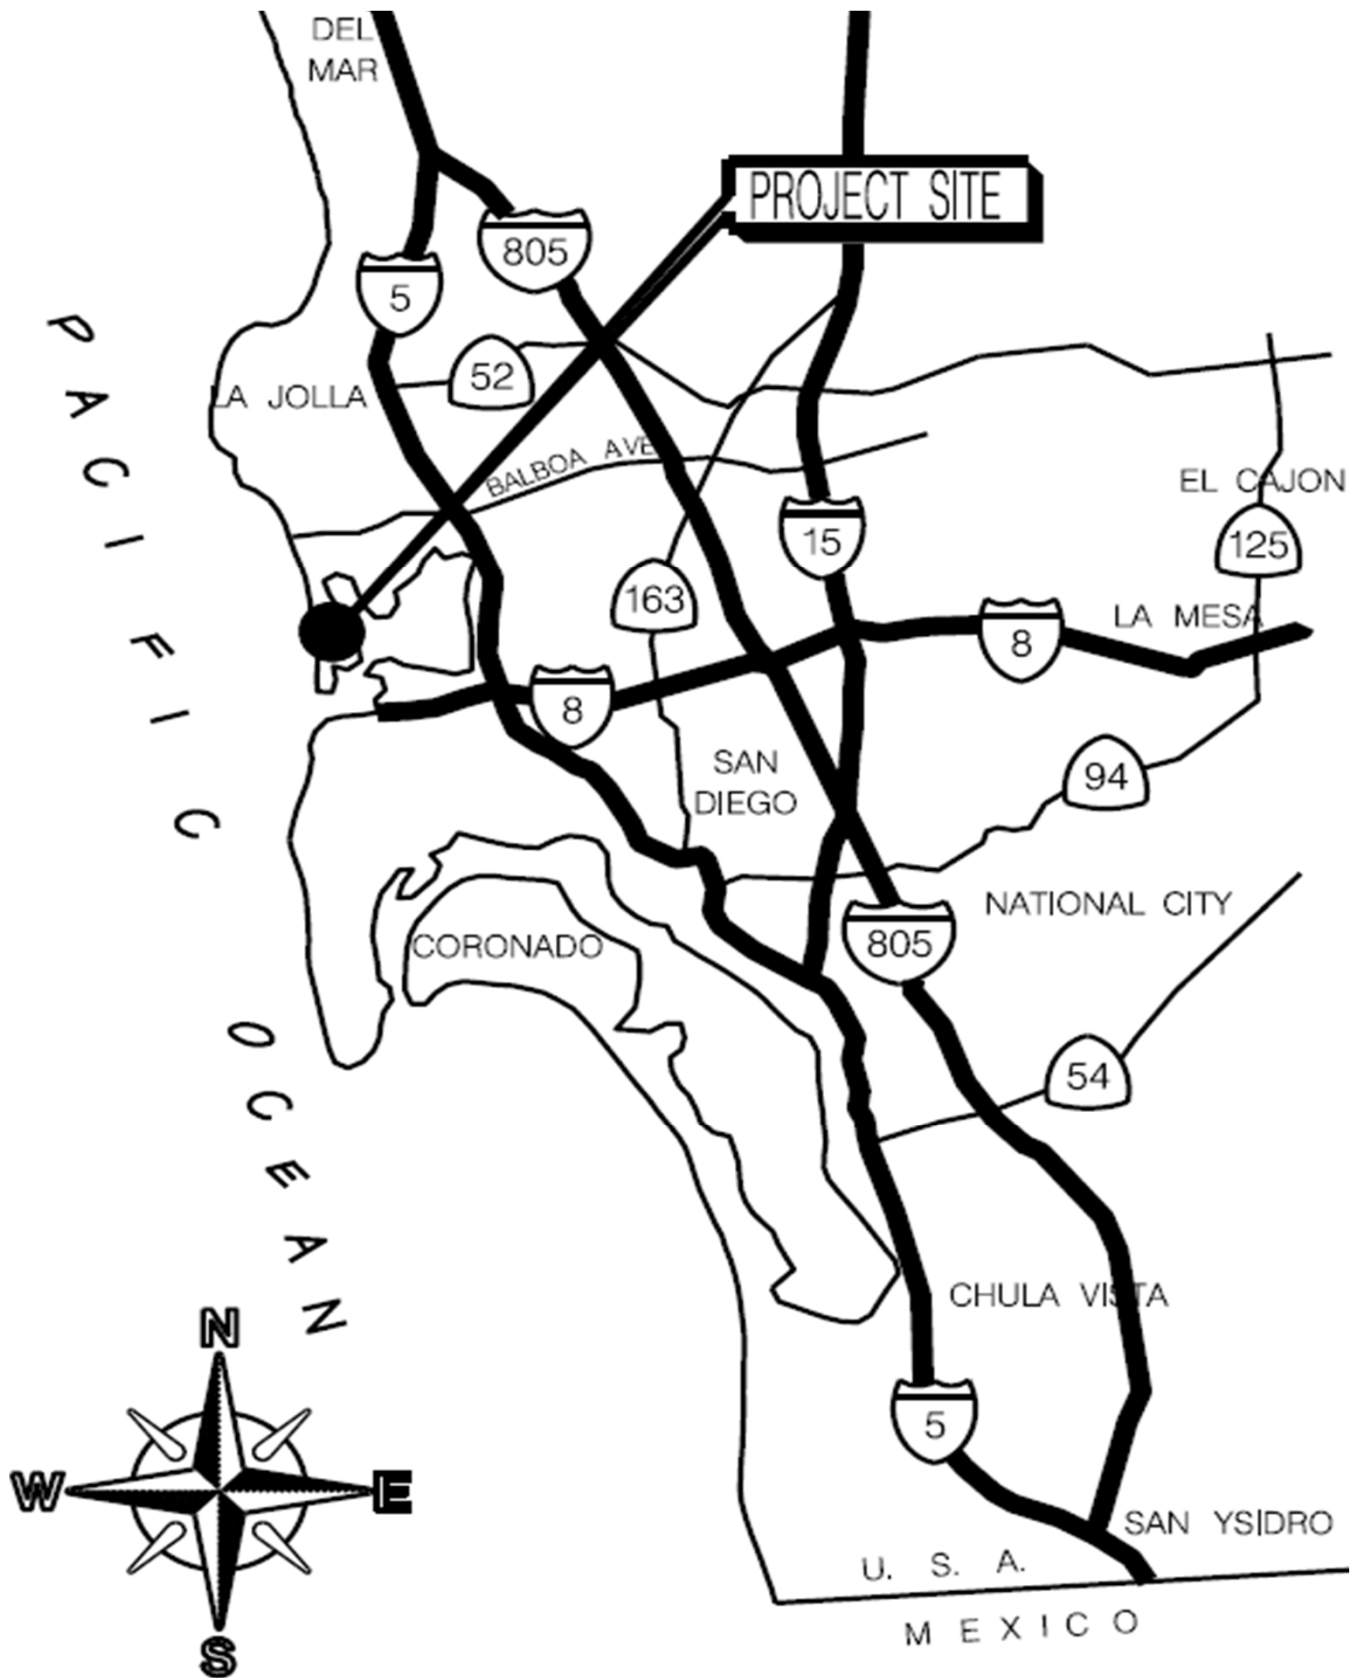 DEL
MAR
PROJECT SITE
805
5
52
LA JOLLA
BALBOA AVE
PACIFIC OCEAN
EL CAJON
15
125
163
LA MESA
8
8
SAN
DIEGO
94
NATIONAL CITY
805
CORONADO
54
CHULA VISTA
5
SAN YSIDRO
U. S. A.
MEXICO
N
W
E
S